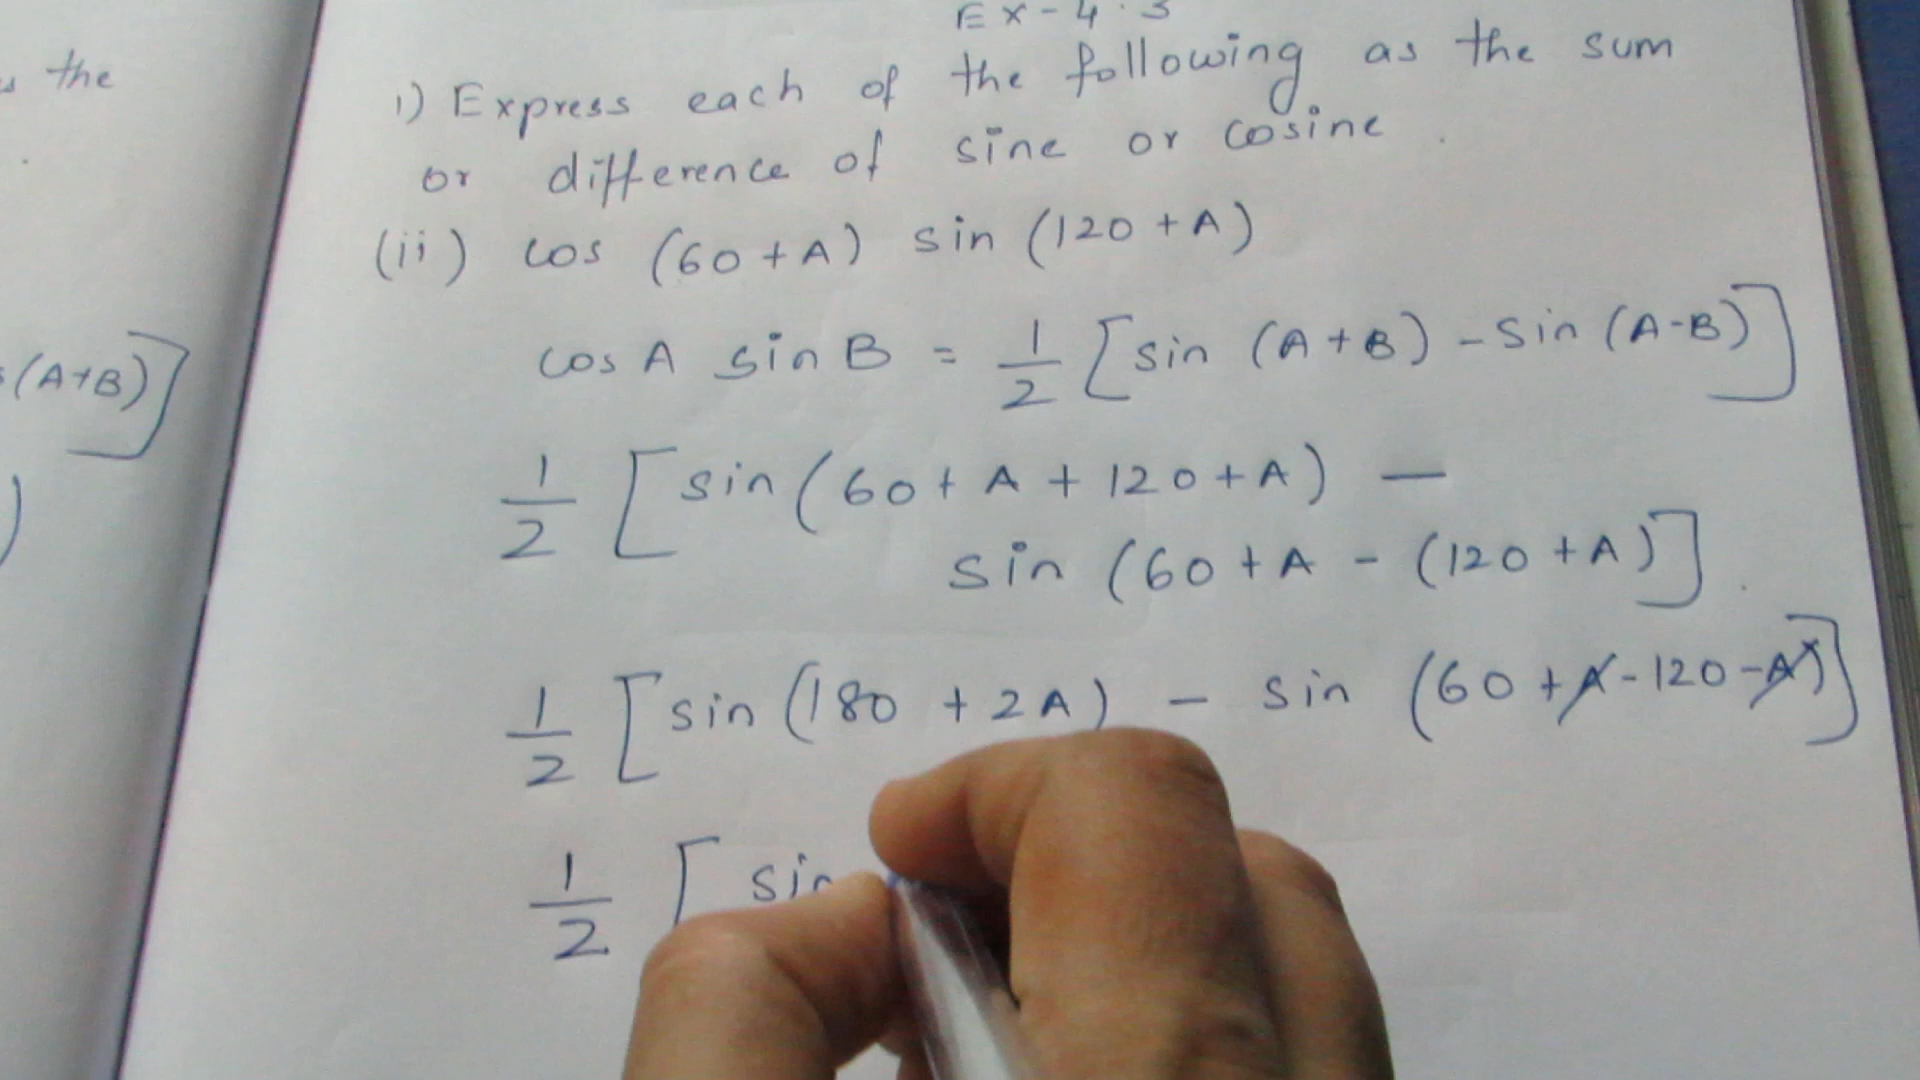 s the
(A+B)]
)
Ex - 4.3
i) Express each of the following as the sum
or difference of sine or cosine.
(ii) cos (60 + A) sin (120 + A)
cos A sin B = 1/2 [sin (A + B) - Sin (A - B)]
1/2 [sin (60 + A + 120 + A) -
sin (60 + A - (120 + A)]
1/2 [sin (180 + 2A) - sin (60 + A - 120 - A)]
1/2 [ sin